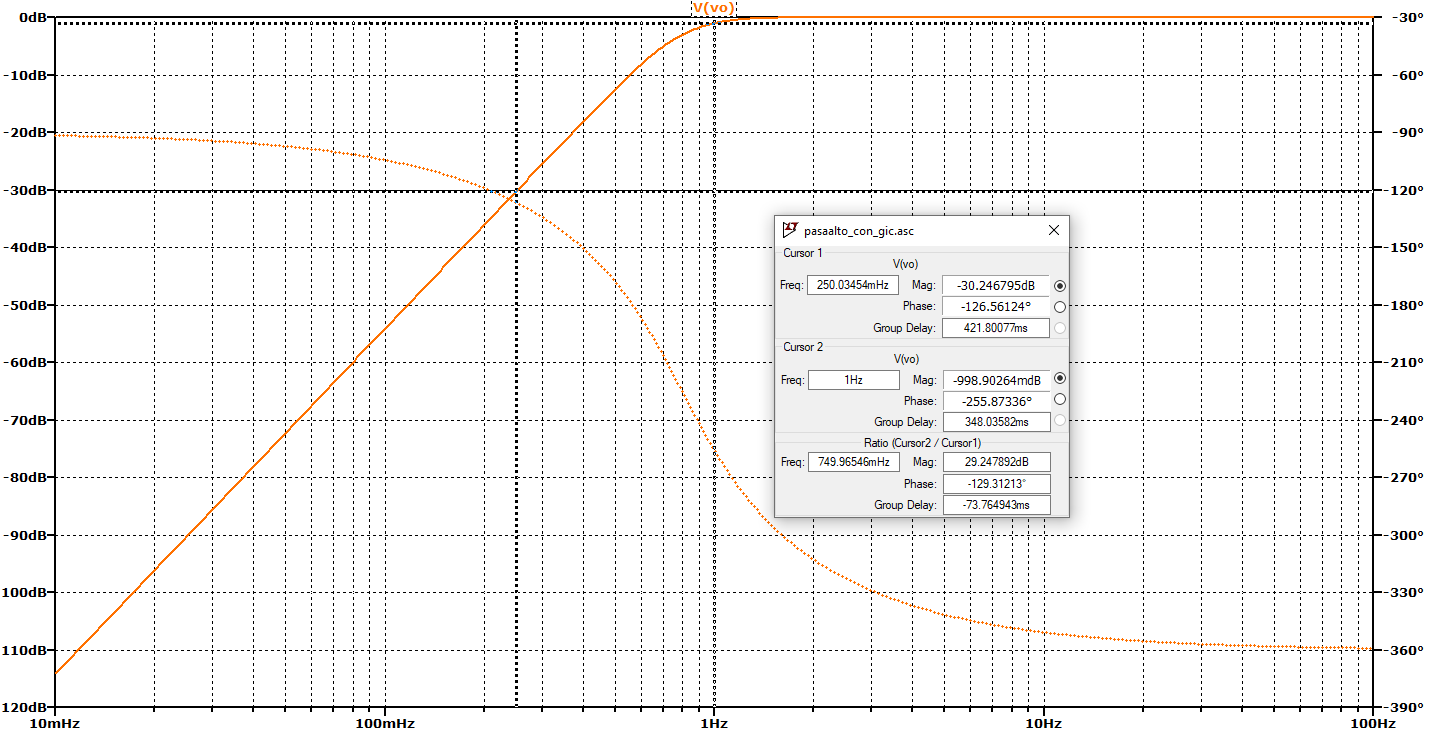 V(vo)
0dB
-10dB
-20dB
-30dB
-40dB
-50dB
-60dB
-70dB
-80dB
-90dB
100dB
110dB
120dB
-30°
-60°
-90°
-120°
-150°
-180°
-210°
-240°
-270°
-300°
-330°
-360°
-390°
10mHz 100mHz 1Hz 10Hz 100Hz
pasaalto_con_gic.asc
Cursor 1
V(vo)
Freq: 250.03454mHz Mag: -30.246795dB
Phase: -126.56124°
Group Delay: 421.80077ms
Cursor 2
V(vo)
Freq: 1Hz Mag: -998.90264mdB
Phase: -255.87336°
Group Delay: 348.03582ms
Ratio (Cursor2 / Cursor1)
Freq: 749.96546mHz Mag: 29.247892dB
Phase: -129.31213°
Group Delay: -73.764943ms